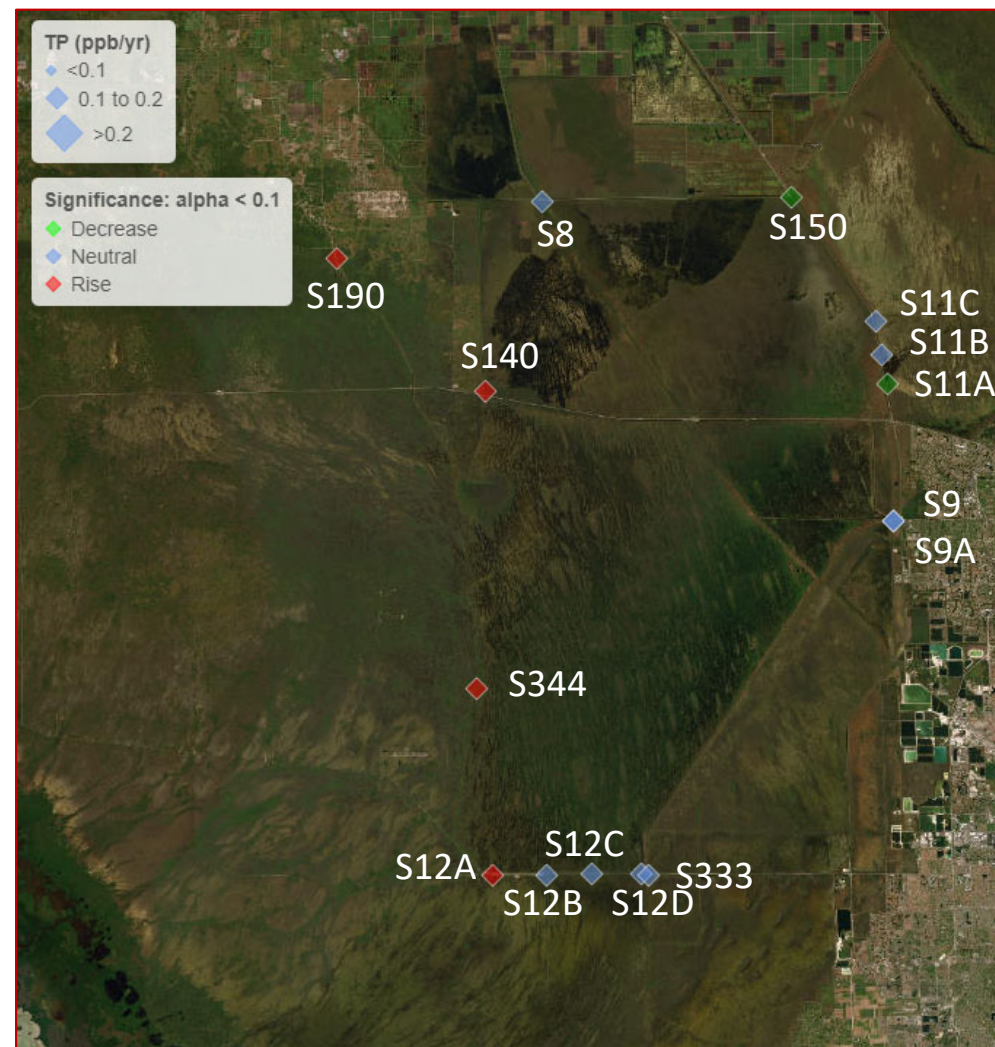 TP (ppb/yr)
<0.1
0.1 to 0.2
>0.2
Significance: alpha < 0.1
Decrease
Neutral
Rise
S8
S150
S190
S11C
S11B
S140
S11A
S9
S9A
S344
S12C
S12A
S333
S12B
S12D